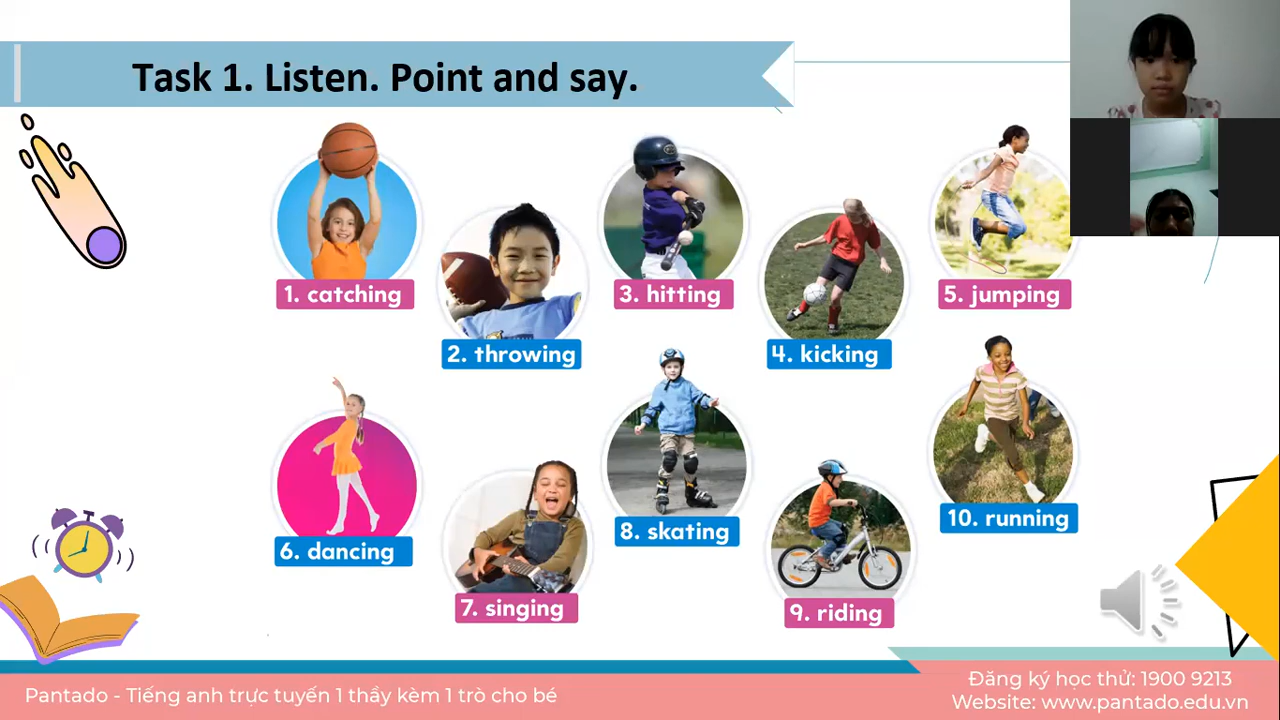 Task 1. Listen. Point and say.
1. catching
2. throwing
3. hitting
4. kicking
5. jumping
6. dancing
7. singing
8. skating
9. riding
10. running
Pantado - Tiếng anh trực tuyến 1 thầy kèm 1 trò cho bé
Đăng ký học thử: 1900 9213
Website: www.pantado.edu.vn